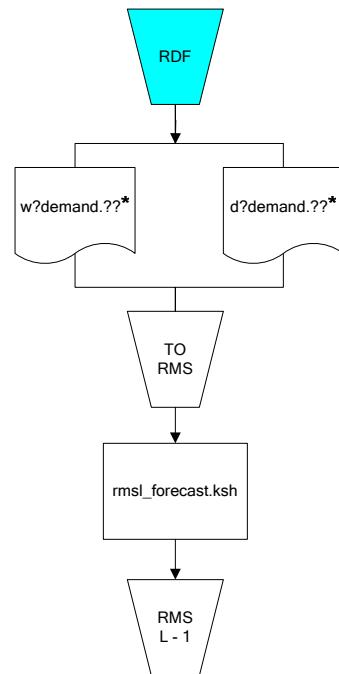 RDF
w?demand.??*
d?demand.??*
TO
RMS
rmsl_forecast.ksh
RMS
L - 1